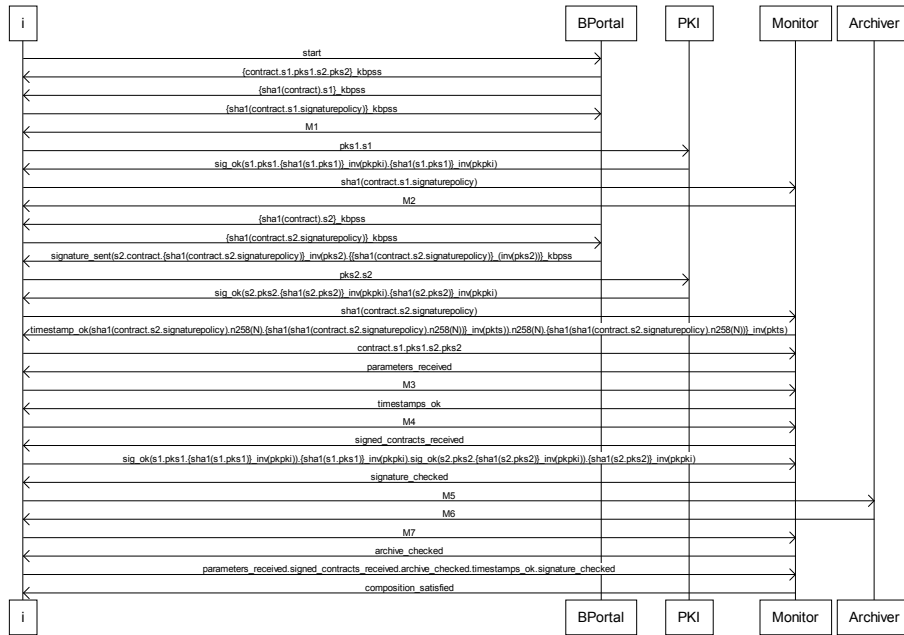 i BPortal PKI Monitor Archiver
start
{contract.s1.pks1.s2.pks2}_kbpss
{sha1(contract).s1}_kbpss
{sha1(contract.s1.signaturepolicy)}_kbpss
M1
pks1.s1
sig_ok(s1.pks1.{sha1(s1.pks1)}_inv(pkpki).{sha1(s1.pks1)}_inv(pkpki)
sha1(contract.s1.signaturepolicy)
M2
{sha1(contract).s2}_kbpss
{sha1(contract.s2.signaturepolicy)}_kbpss
signature_sent(s2.contract.{sha1(contract.s2.signaturepolicy)}_inv(pks2).{{sha1(contract.s2.signaturepolicy)}_(inv(pks2))}_kbpss
pks2.s2
sig_ok(s2.pks2.{sha1(s2.pks2)}_inv(pkpki).{sha1(s2.pks2)}_inv(pkpki)
sha1(contract.s2.signaturepolicy)
timestamp_ok(sha1(contract.s2.signaturepolicy).n258(N).{sha1(sha1(contract.s2.signaturepolicy).n258(N))}_inv(pkts)).n258(N).{sha1(sha1(contract.s2.signaturepolicy).n258(N))}_inv(pkts)
contract.s1.pks1.s2.pks2
parameters_received
M3
timestamps_ok
M4
signed_contracts_received
sig_ok(s1.pks1.{sha1(s1.pks1)}_inv(pkpki)).{sha1(s1.pks1)}_inv(pkpki).sig_ok(s2.pks2.{sha1(s2.pks2)}_inv(pkpki)).{sha1(s2.pks2)}_inv(pkpki)
signature_checked
M5
M6
M7
archive_checked
parameters_received.signed_contracts_received.archive_checked.timestamps_ok.signature_checked
composition_satisfied
i BPortal PKI Monitor Archiver